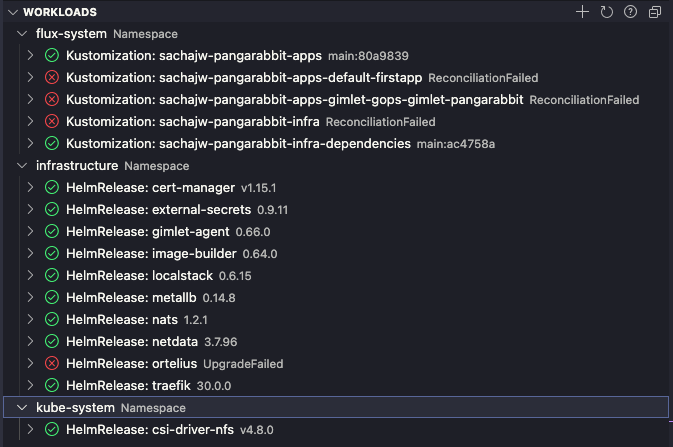 WORKLOADS
flux-system Namespace
Kustomization: sachajw-pangarabbit-apps main:80a9839
Kustomization: sachajw-pangarabbit-apps-default-firstapp ReconciliationFailed
Kustomization: sachajw-pangarabbit-apps-gimlet-gops-gimlet-pangarabbit ReconciliationFailed
Kustomization: sachajw-pangarabbit-infra ReconciliationFailed
Kustomization: sachajw-pangarabbit-infra-dependencies main:ac4758a
infrastructure Namespace
HelmRelease: cert-manager v1.15.1
HelmRelease: external-secrets 0.9.11
HelmRelease: gimlet-agent 0.66.0
HelmRelease: image-builder 0.64.0
HelmRelease: localstack 0.6.15
HelmRelease: metallb 0.14.8
HelmRelease: nats 1.2.1
HelmRelease: netdata 3.7.96
HelmRelease: ortelius UpgradeFailed
HelmRelease: traefik 30.0.0
kube-system Namespace
HelmRelease: csi-driver-nfs v4.8.0